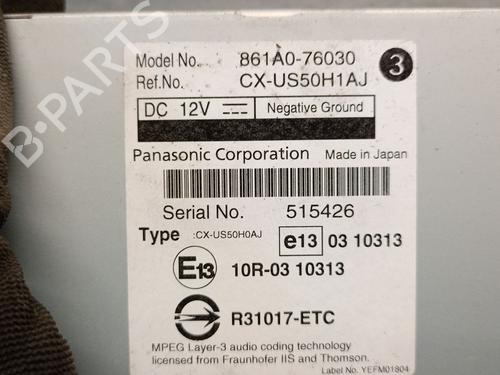 Model No. 861A0-76030 3
Ref.No. CX-US50H1AJ
DC 12V Negative Ground
Panasonic Corporation Made in Japan
Serial No. 515426
Type :CX-US50H0AJ e13 03 10313
E13 10R-03 10313
R31017-ETC
MPEG Layer-3 audio coding technology
licensed from Fraunhofer IIS and Thomson.
Label No. YEFM01804
B-PARTS